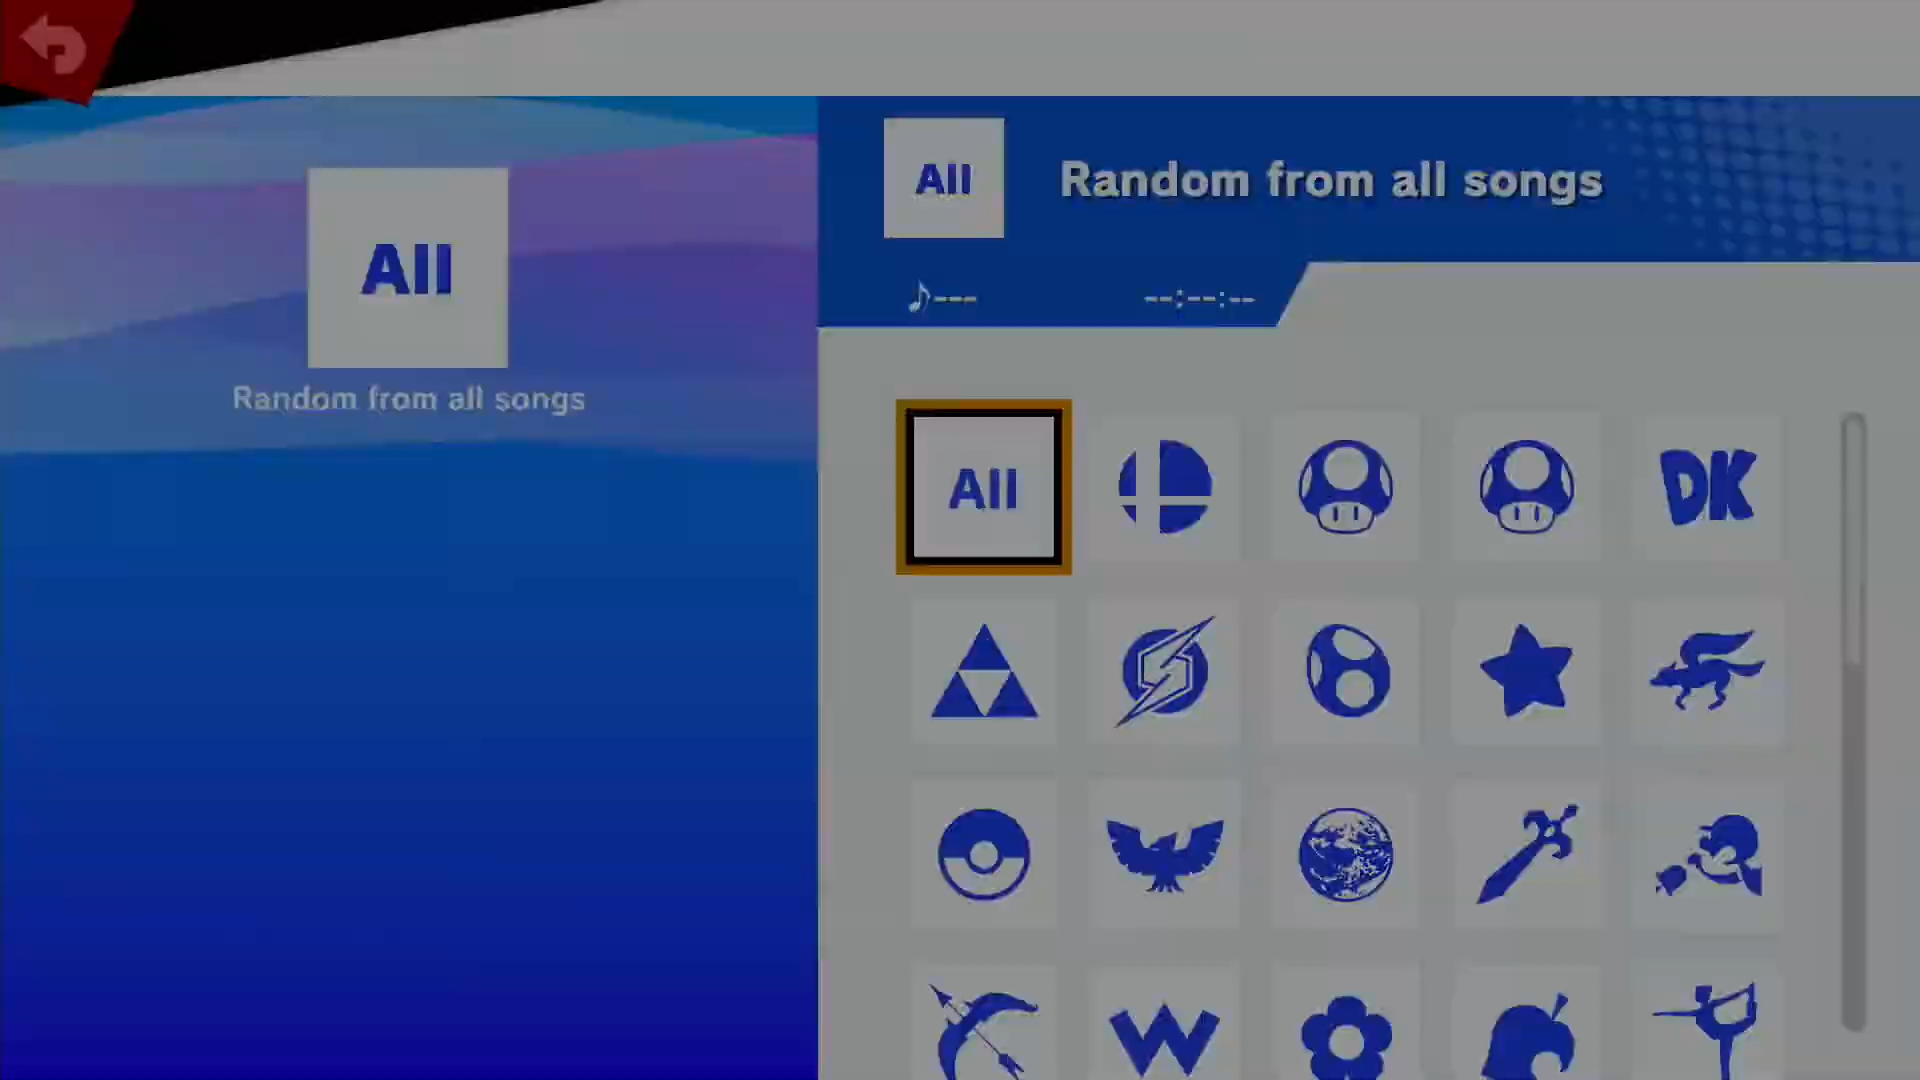 All
Random from all songs
All
Random from all songs
♪--- --:--:--
All
DK